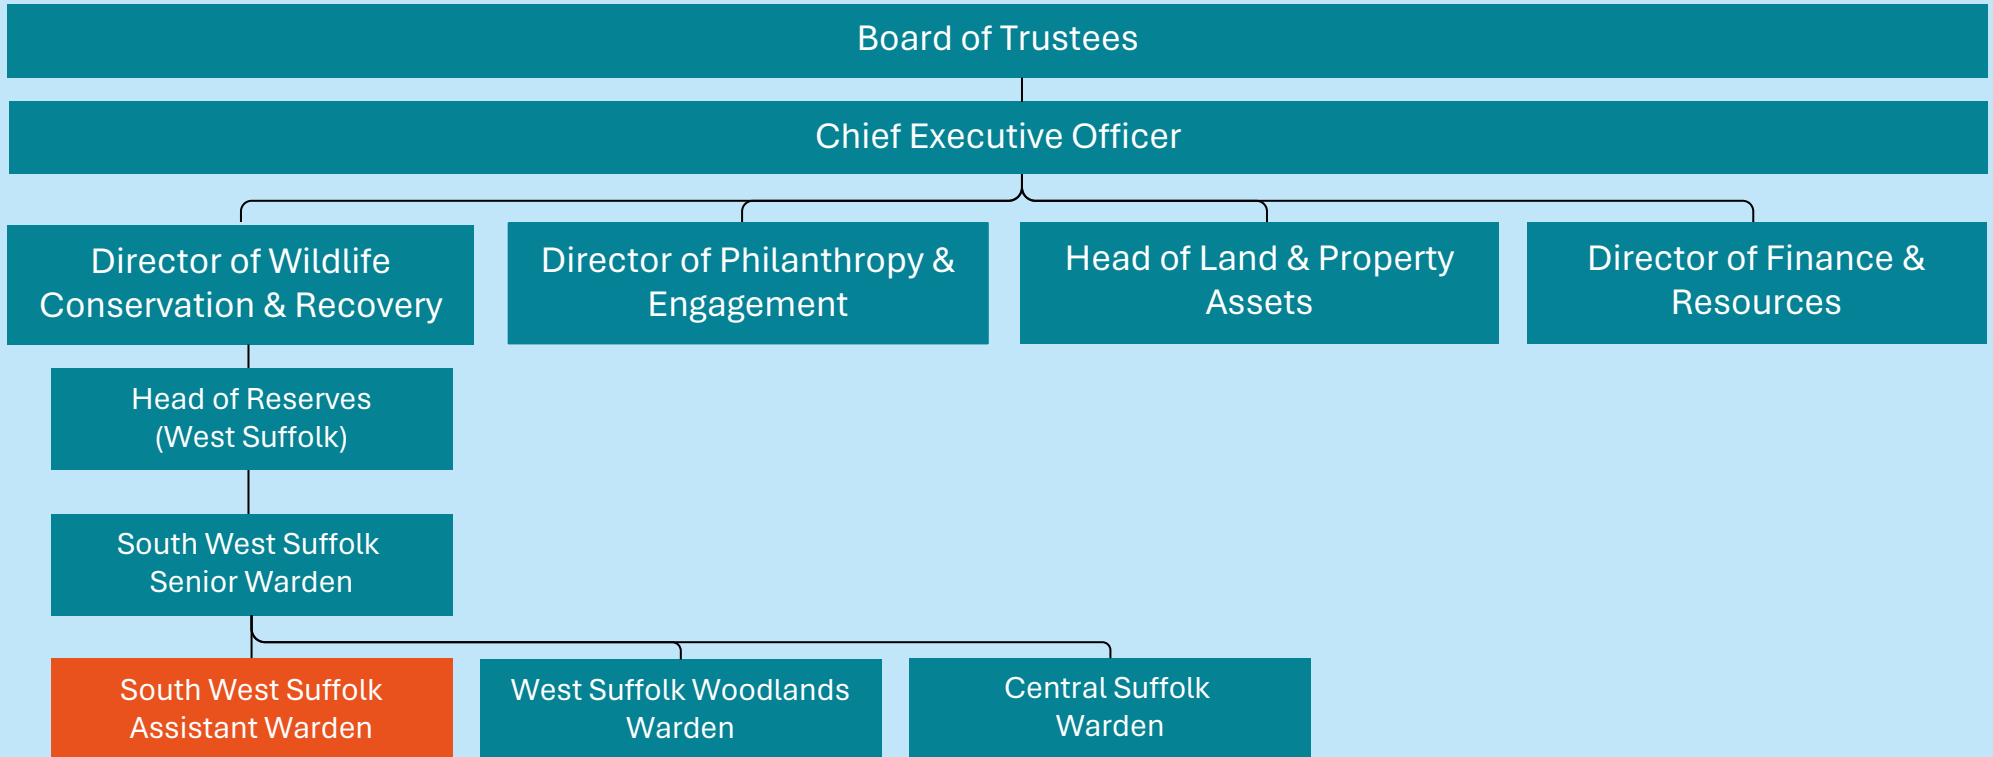 Board of Trustees
Chief Executive Officer
Director of Wildlife
Conservation & Recovery
Director of Philanthropy &
Engagement
Head of Land & Property
Assets
Director of Finance &
Resources
Head of Reserves
(West Suffolk)
South West Suffolk
Senior Warden
South West Suffolk
Assistant Warden
West Suffolk Woodlands
Warden
Central Suffolk
Warden